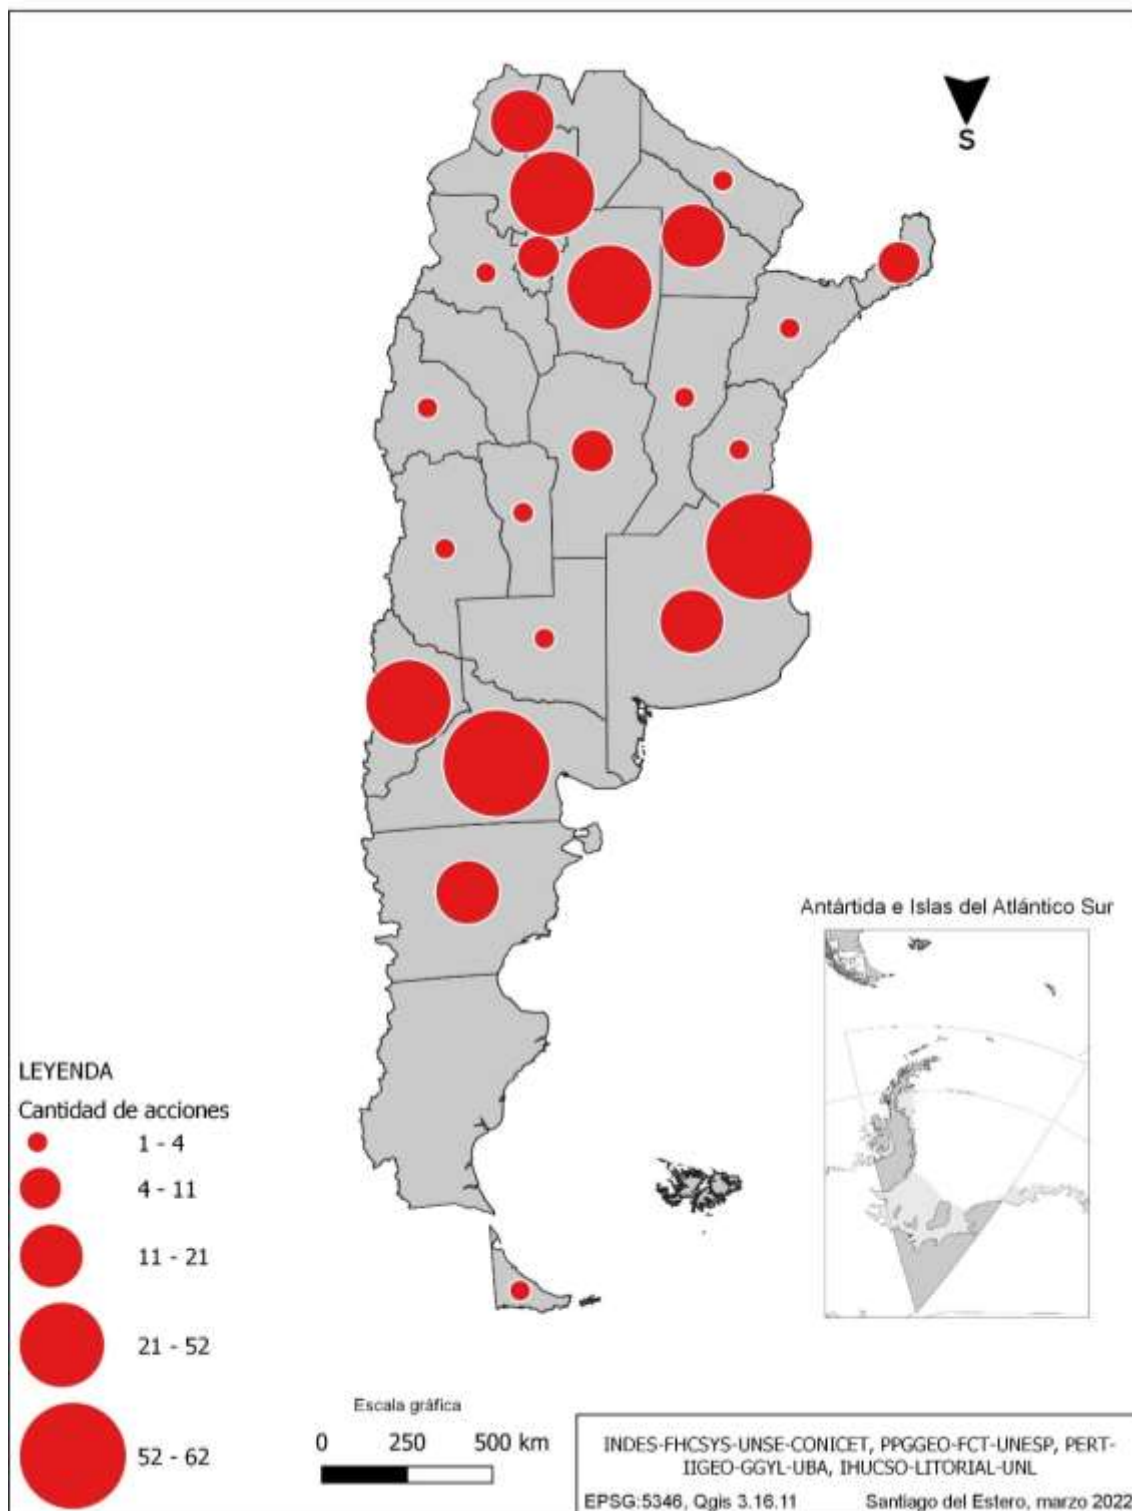 S
Antártida e Islas del Atlántico Sur
LEYENDA
Cantidad de acciones
1 - 4
4 - 11
11 - 21
21 - 52
52 - 62
Escala gráfica
0 250 500 km
INDES-FHCSYS-UNSE-CONICET, PPGGEO-FCT-UNESP, PERT-
IIGEO-GGYL-UBA, IHUCSO-LITORIAL-UNL
EPSG:5346, Qgis 3.16.11 Santiago del Estero, marzo 2022